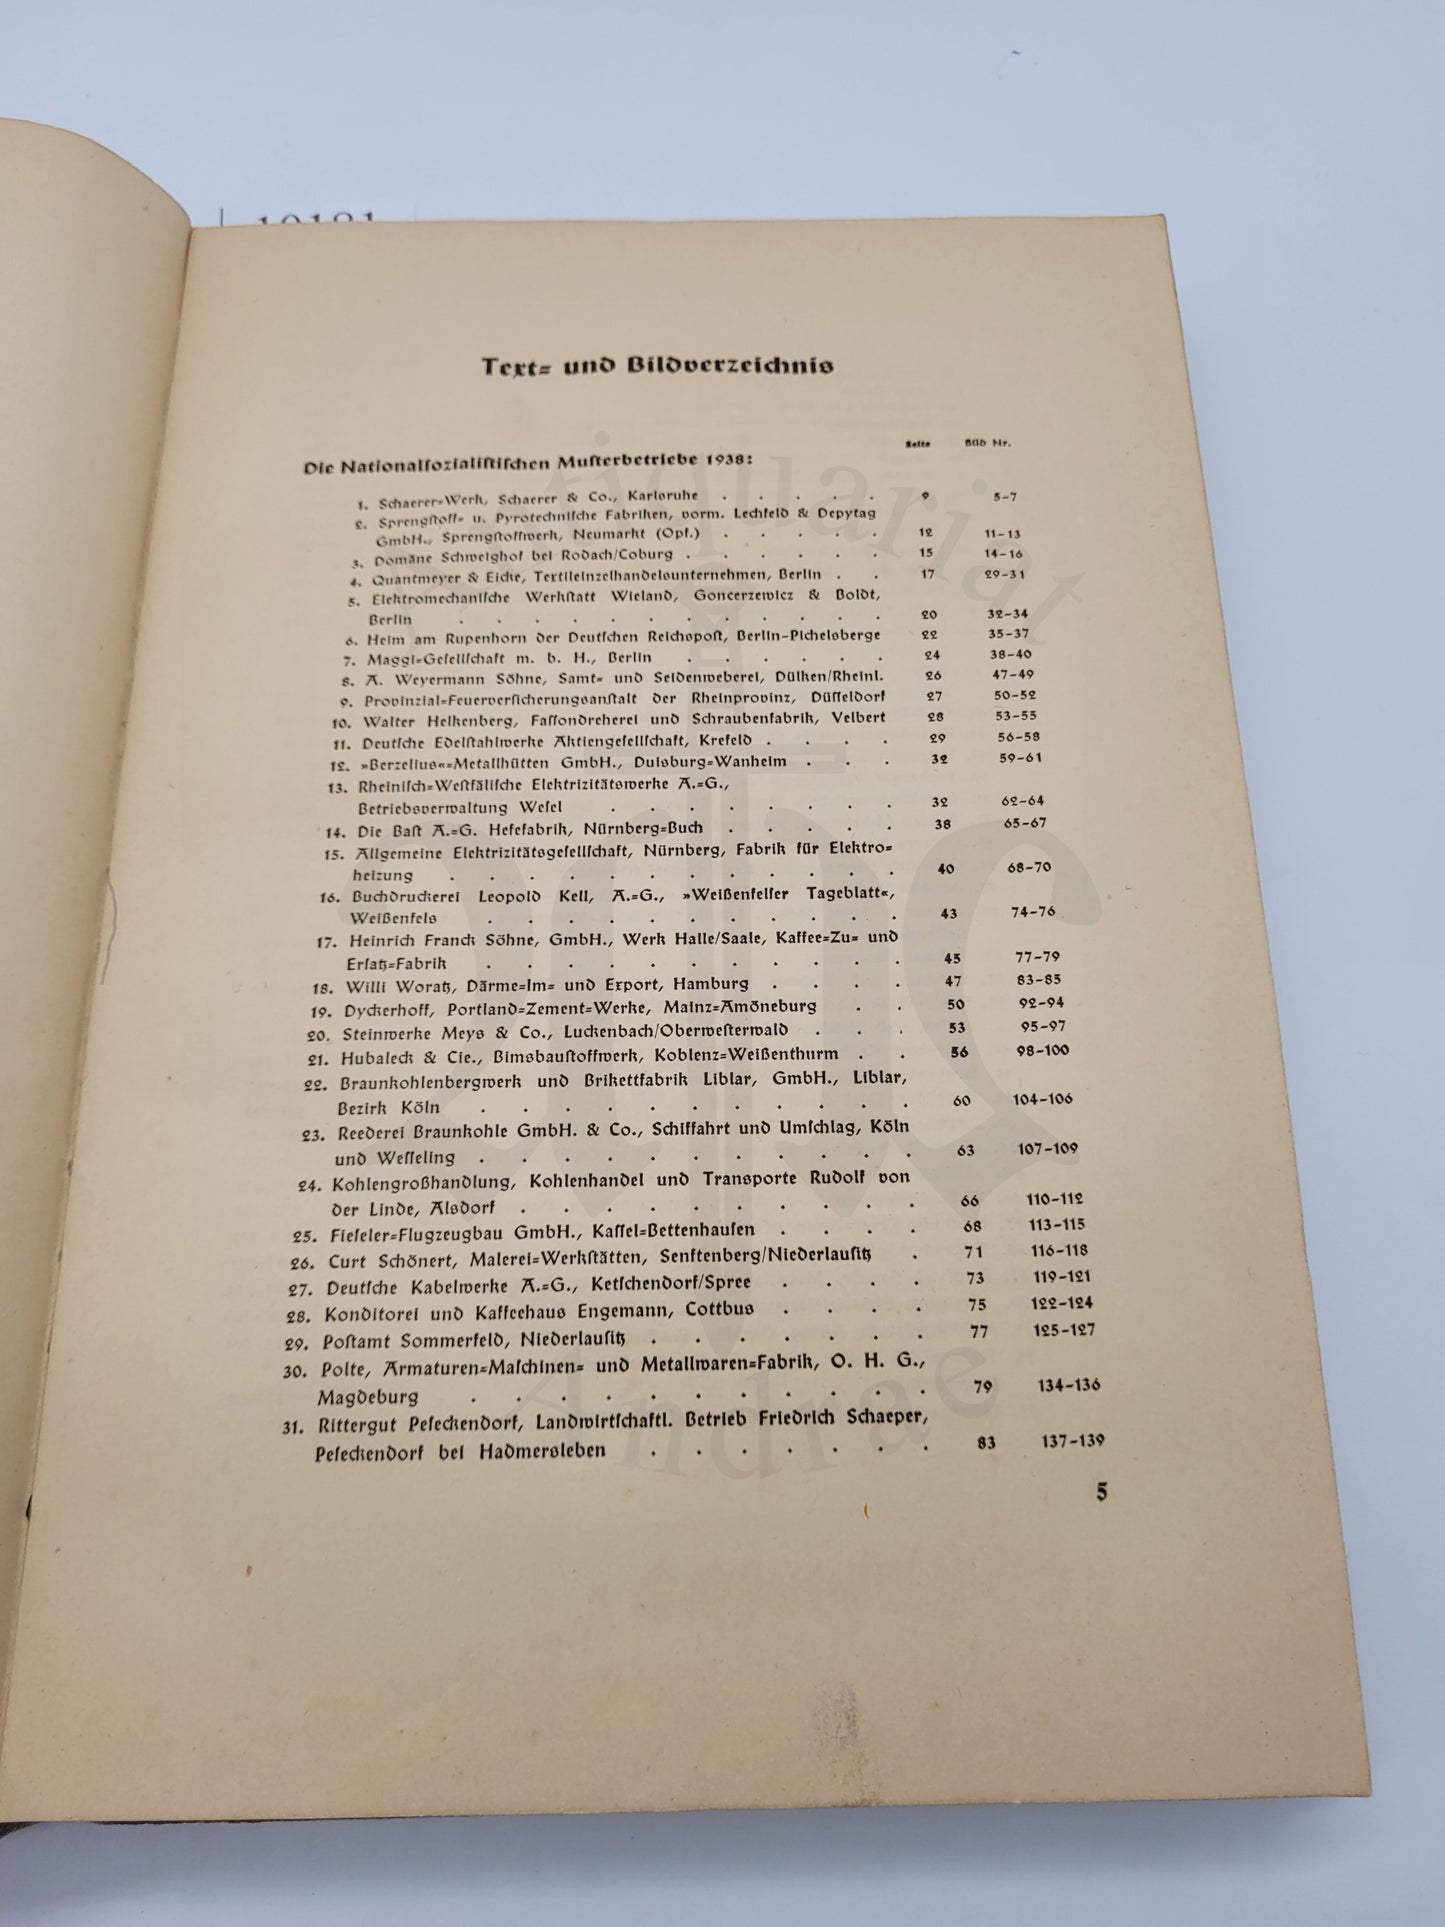 Text- und Bildverzeichnis
Seite Bild Nr.
Die Nationalsozialistischen Musterbetriebe 1938:
1. Schaerer-Werk, Schaerer & Co., Karlsruhe . . . . . 9 5-7
2. Sprengstoff- u. Pyrotechnische Fabriken, vorm. Lechfeld & Depytag
GmbH., Sprengstoffwerk, Neumarkt (Opf.) . . . . . 12 11-13
3. Domäne Schweighof bei Rodach/Coburg . . . . . . 15 14-16
4. Quantmeyer & Eicke, Textileinzelhandelsunternehmen, Berlin . . 17 29-31
5. Elektromechanische Werkstatt Wieland, Goncerzewicz & Boldt,
Berlin . . . . . . . . . . . 20 32-34
6. Heim am Rupenhorn der Deutschen Reichspost, Berlin-Pichelsberge 22 35-37
7. Maggi-Gesellschaft m. b. H., Berlin . . . . . . 24 38-40
8. A. Weyermann Söhne, Samt- und Seidenweberei, Dülken/Rheinl. 26 47-49
9. Provinzial-Feuerversicherungsanstalt der Rheinprovinz, Düsseldorf 27 50-52
10. Walter Helkenberg, Fassondreherei und Schraubenfabrik, Velbert 28 53-55
11. Deutsche Edelstahlwerke Aktiengesellschaft, Krefeld . . . . 29 56-58
12. »Berzelius«-Metallhütten GmbH., Duisburg-Wanheim . . . 32 59-61
13. Rheinisch-Westfälische Elektrizitätswerke A.-G.,
Betriebsverwaltung Wesel . . . . . . . . 32 62-64
14. Die Bast A.-G. Hefefabrik, Nürnberg-Buch . . . . . 38 65-67
15. Allgemeine Elektrizitätsgesellschaft, Nürnberg, Fabrik für Elektro-
heizung . . . . . . . . . . . . 40 68-70
16. Buchdruckerei Leopold Kell, A.-G., »Weißenfelser Tageblatt«,
Weißenfels . . . . . . . . . . . 43 74-76
17. Heinrich Franck Söhne, GmbH., Werk Halle/Saale, Kaffee-Zu- und
Ersatz-Fabrik . . . . . . . . . . . 45 77-79
18. Willi Woratz, Därme-Im- und Export, Hamburg . . . . 47 83-85
19. Dyckerhoff, Portland-Zement-Werke, Mainz-Amöneburg . . 50 92-94
20. Steinwerke Meys & Co., Luckenbach/Oberwesterwald . . . 53 95-97
21. Hubaleck & Cie., Bimsbaustoffwerk, Koblenz-Weißenthurm . . 56 98-100
22. Braunkohlenbergwerk und Brikettfabrik Liblar, GmbH., Liblar,
Bezirk Köln . . . . . . . . . . . 60 104-106
23. Reederei Braunkohle GmbH. & Co., Schiffahrt und Umschlag, Köln
und Wesseling . . . . . . . . . . . 63 107-109
24. Kohlengroßhandlung, Kohlenhandel und Transporte Rudolf von
der Linde, Alsdorf . . . . . . . . . . 66 110-112
25. Fieseler-Flugzeugbau GmbH., Kassel-Bettenhausen . . . . 68 113-115
26. Curt Schönert, Malerei-Werkstätten, Senftenberg/Niederlausitz . 71 116-118
27. Deutsche Kabelwerke A.-G., Ketschendorf/Spree . . . . 73 119-121
28. Konditorei und Kaffeehaus Engemann, Cottbus . . . . 75 122-124
29. Postamt Sommerfeld, Niederlausitz . . . . . . . 77 125-127
30. Polte, Armaturen-Maschinen- und Metallwaren-Fabrik, O. H. G.,
Magdeburg . . . . . . . . . . . 79 134-136
31. Rittergut Peseckendorf, Landwirtschaftl. Betrieb Friedrich Schaeper,
Peseckendorf bei Hadmersleben . . . . . . . 83 137-139
5